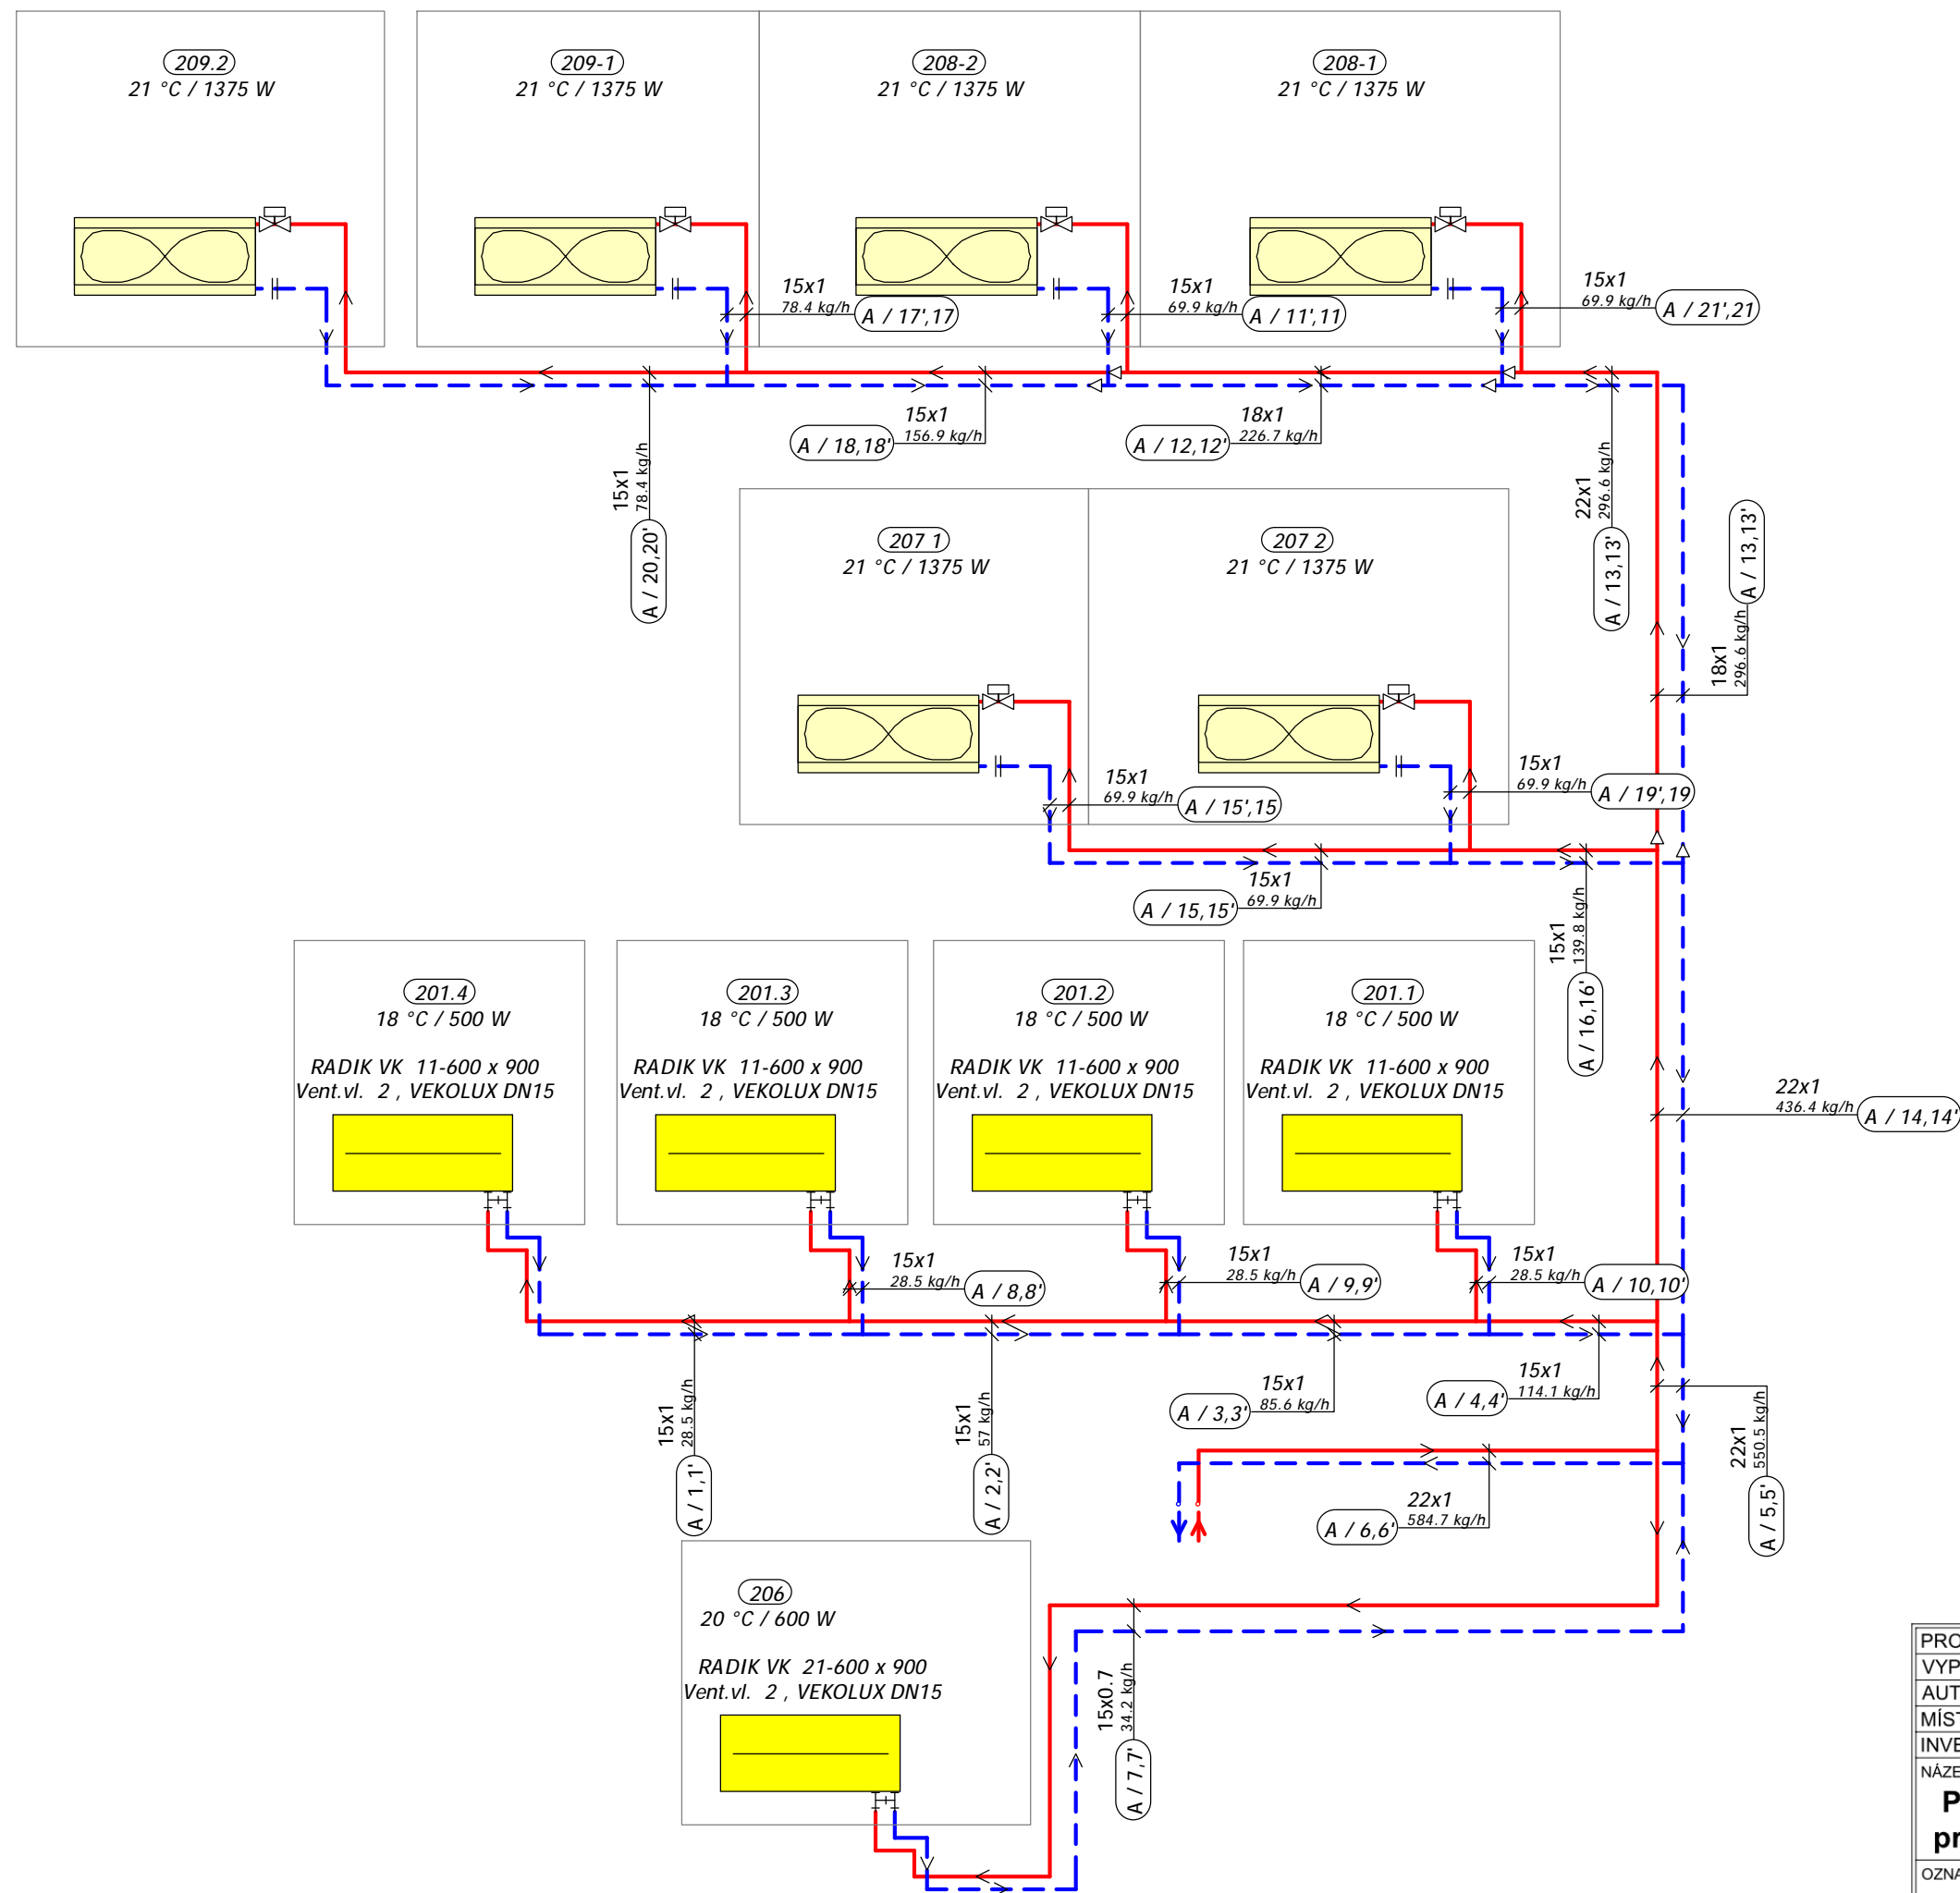 209.2
21 °C / 1375 W
209-1
21 °C / 1375 W
208-2
21 °C / 1375 W
208-1
21 °C / 1375 W
15x1
78.4 kg/h
A / 17',17
15x1
69.9 kg/h
A / 11',11
15x1
69.9 kg/h
A / 21',21
15x1
78.4 kg/h
A / 20,20'
15x1
156.9 kg/h
A / 18,18'
18x1
226.7 kg/h
A / 12,12'
22x1
296.6 kg/h
A / 13,13'
18x1
296.6 kg/h
A / 13,13'
207 1
21 °C / 1375 W
207 2
21 °C / 1375 W
15x1
69.9 kg/h
A / 15',15
15x1
69.9 kg/h
A / 19',19
15x1
69.9 kg/h
A / 15,15'
15x1
139.8 kg/h
A / 16,16'
201.4
18 °C / 500 W
RADIK VK 11-600 x 900
Vent.vl. 2 , VEKOLUX DN15
201.3
18 °C / 500 W
RADIK VK 11-600 x 900
Vent.vl. 2 , VEKOLUX DN15
201.2
18 °C / 500 W
RADIK VK 11-600 x 900
Vent.vl. 2 , VEKOLUX DN15
201.1
18 °C / 500 W
RADIK VK 11-600 x 900
Vent.vl. 2 , VEKOLUX DN15
22x1
436.4 kg/h
A / 14,14'
15x1
28.5 kg/h
A / 8,8'
15x1
28.5 kg/h
A / 9,9'
15x1
28.5 kg/h
A / 10,10'
15x1
28.5 kg/h
A / 1,1'
15x1
57 kg/h
A / 2,2'
15x1
85.6 kg/h
A / 3,3'
15x1
114.1 kg/h
A / 4,4'
22x1
550.5 kg/h
A / 5,5'
22x1
584.7 kg/h
A / 6,6'
206
20 °C / 600 W
RADIK VK 21-600 x 900
Vent.vl. 2 , VEKOLUX DN15
15x0.7
34.2 kg/h
A / 7,7'
PRO
VYP
AUT
MÍST
INVE
NÁZE
P
pr
OZNA